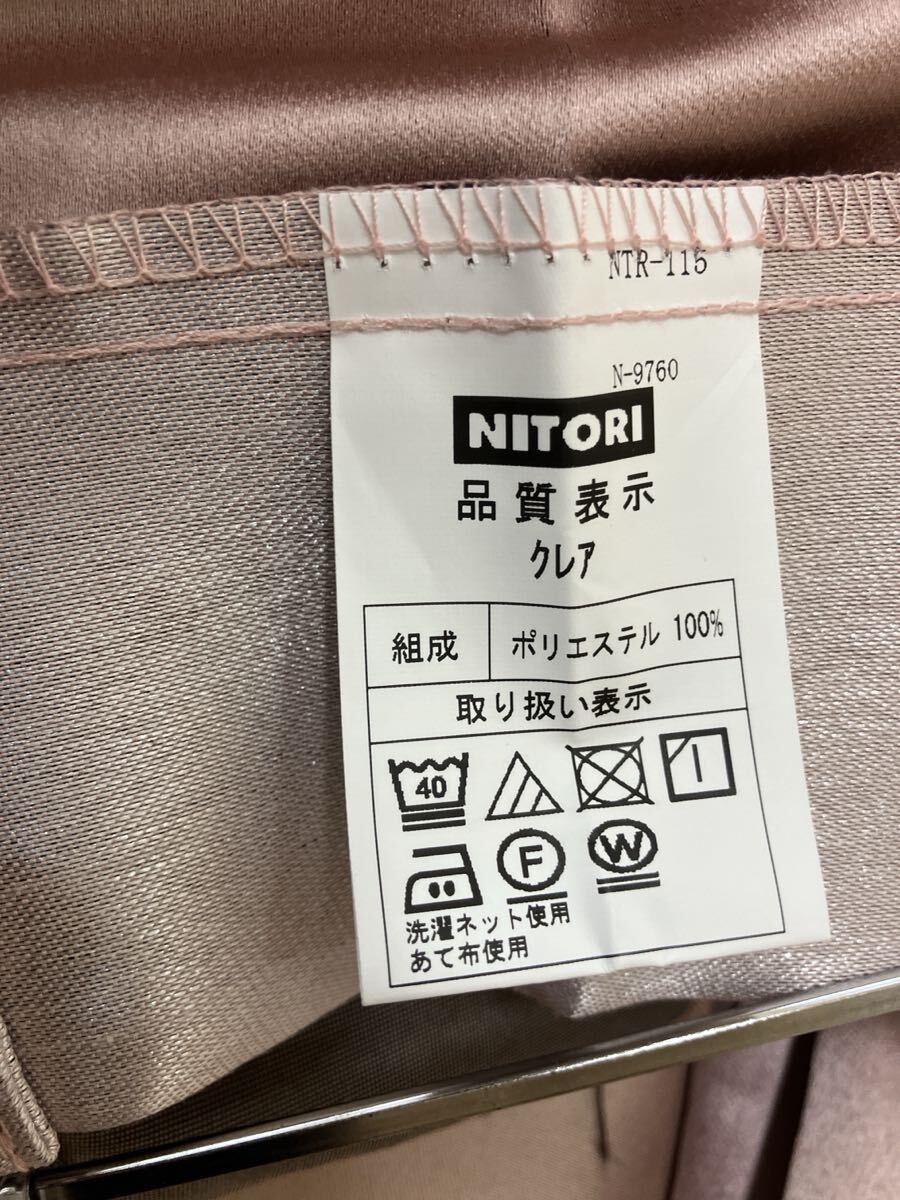 NTR-115
N-9760
NITORI
品質表示
クレア
組成 ポリエステル 100%
取り扱い表示
40
F W
洗濯ネット使用
あて布使用